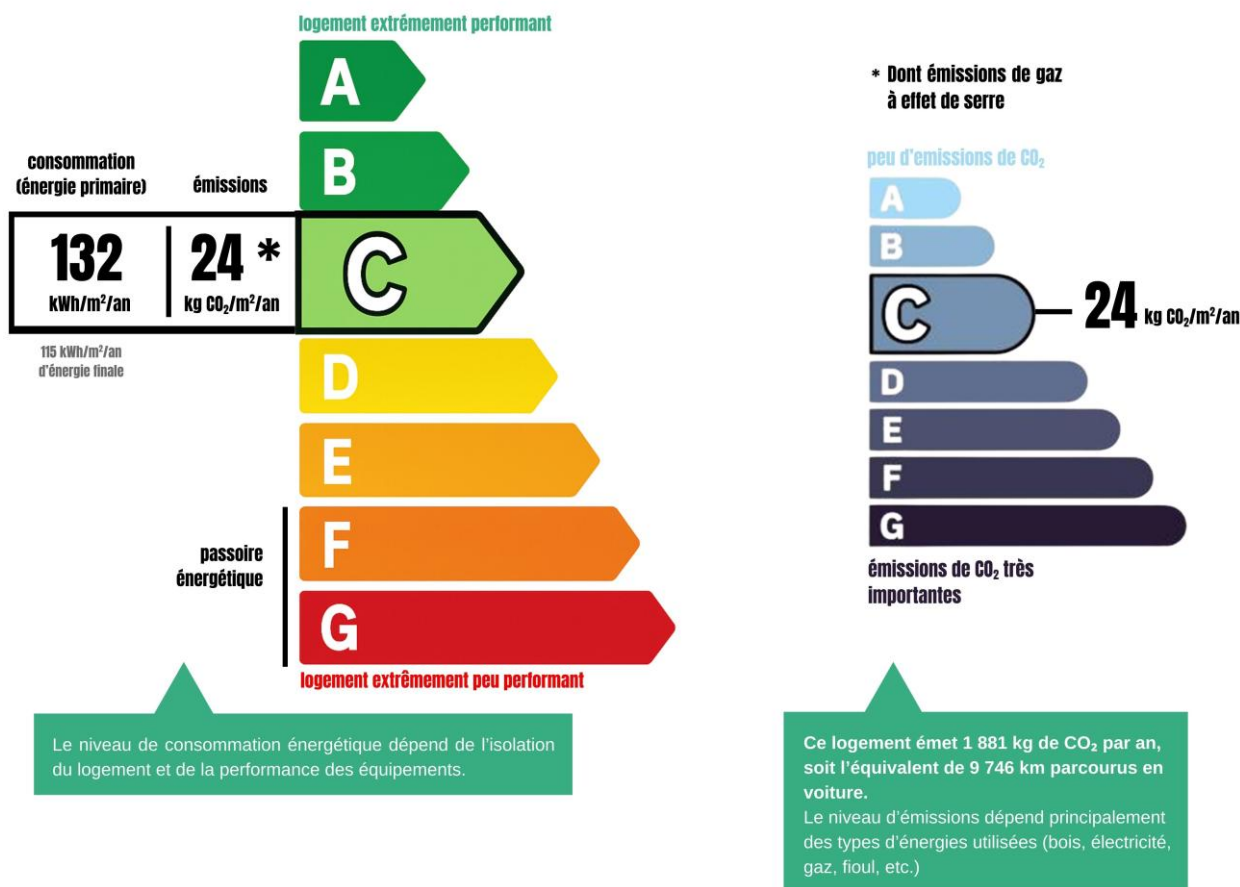 logement extrémement performant
A
B
consommation
(énergie primaire)
émissions
132
kWh/m²/an
24 *
kg CO₂/m²/an
C
115 kWh/m²/an
d'énergie finale
D
E
F
G
passoire
énergétique
logement extrêmement peu performant
Le niveau de consommation énergétique dépend de l'isolation
du logement et de la performance des équipements.
* Dont émissions de gaz
à effet de serre
peu d'emissions de CO₂
A
B
C
24 kg CO₂/m²/an
D
E
F
G
émissions de CO₂ très
importantes
Ce logement émet 1 881 kg de CO₂ par an,
soit l'équivalent de 9 746 km parcourus en
voiture.
Le niveau d'émissions dépend principalement
des types d'énergies utilisées (bois, électricité,
gaz, fioul, etc.)